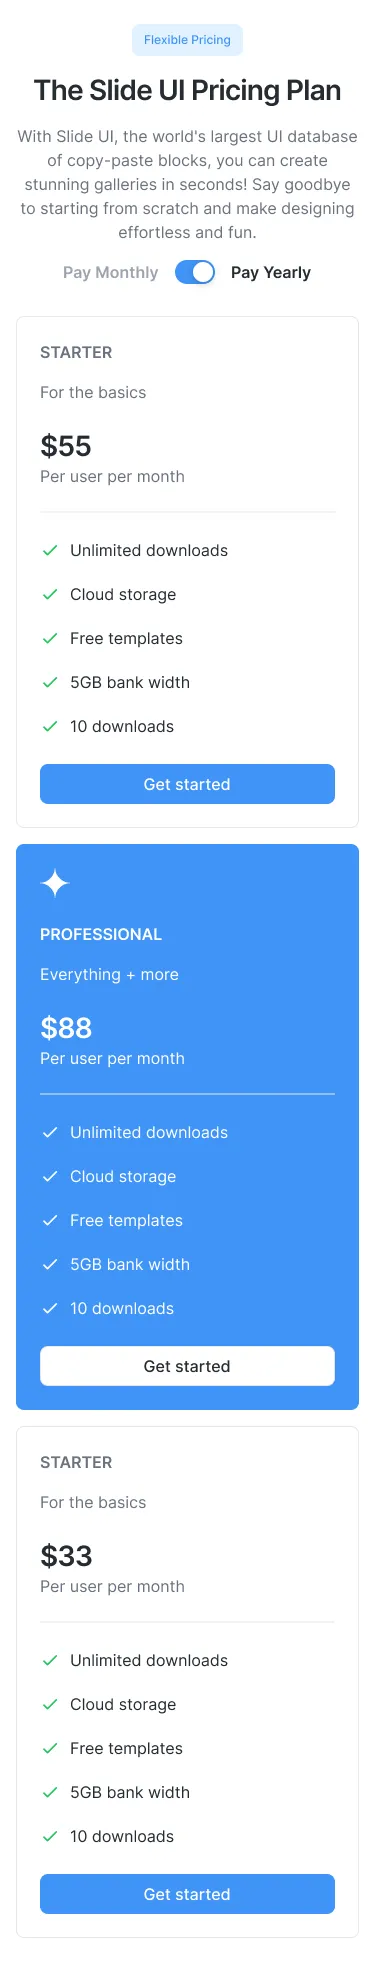 Flexible Pricing
The Slide UI Pricing Plan
With Slide UI, the world's largest UI database
of copy-paste blocks, you can create
stunning galleries in seconds! Say goodbye
to starting from scratch and make designing
effortless and fun.
Pay Monthly Pay Yearly
STARTER
For the basics
$55
Per user per month
Unlimited downloads
Cloud storage
Free templates
5GB bank width
10 downloads
Get started
PROFESSIONAL
Everything + more
$88
Per user per month
Unlimited downloads
Cloud storage
Free templates
5GB bank width
10 downloads
Get started
STARTER
For the basics
$33
Per user per month
Unlimited downloads
Cloud storage
Free templates
5GB bank width
10 downloads
Get started